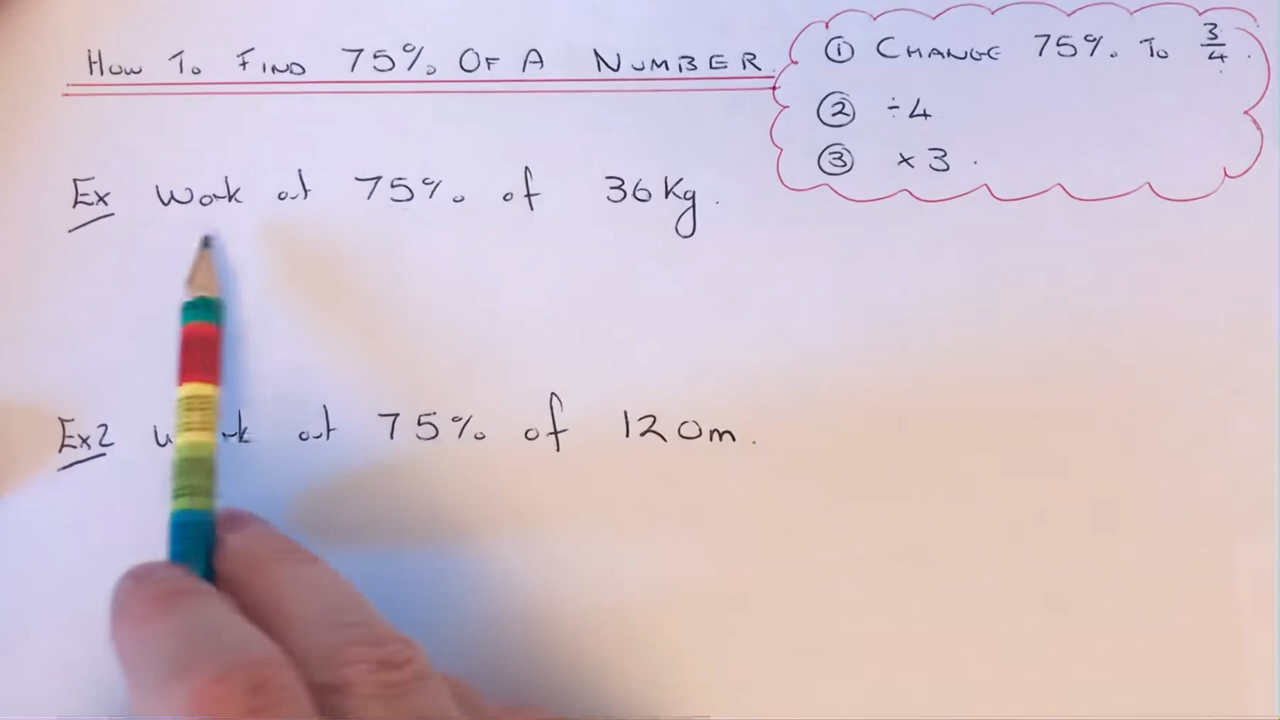 HOW TO FIND 75% OF A NUMBER.
① CHANGE 75% TO 3/4.
② ÷4
③ ×3.
Ex Work out 75% of 36Kg.
Ex2 out 75% of 120m.